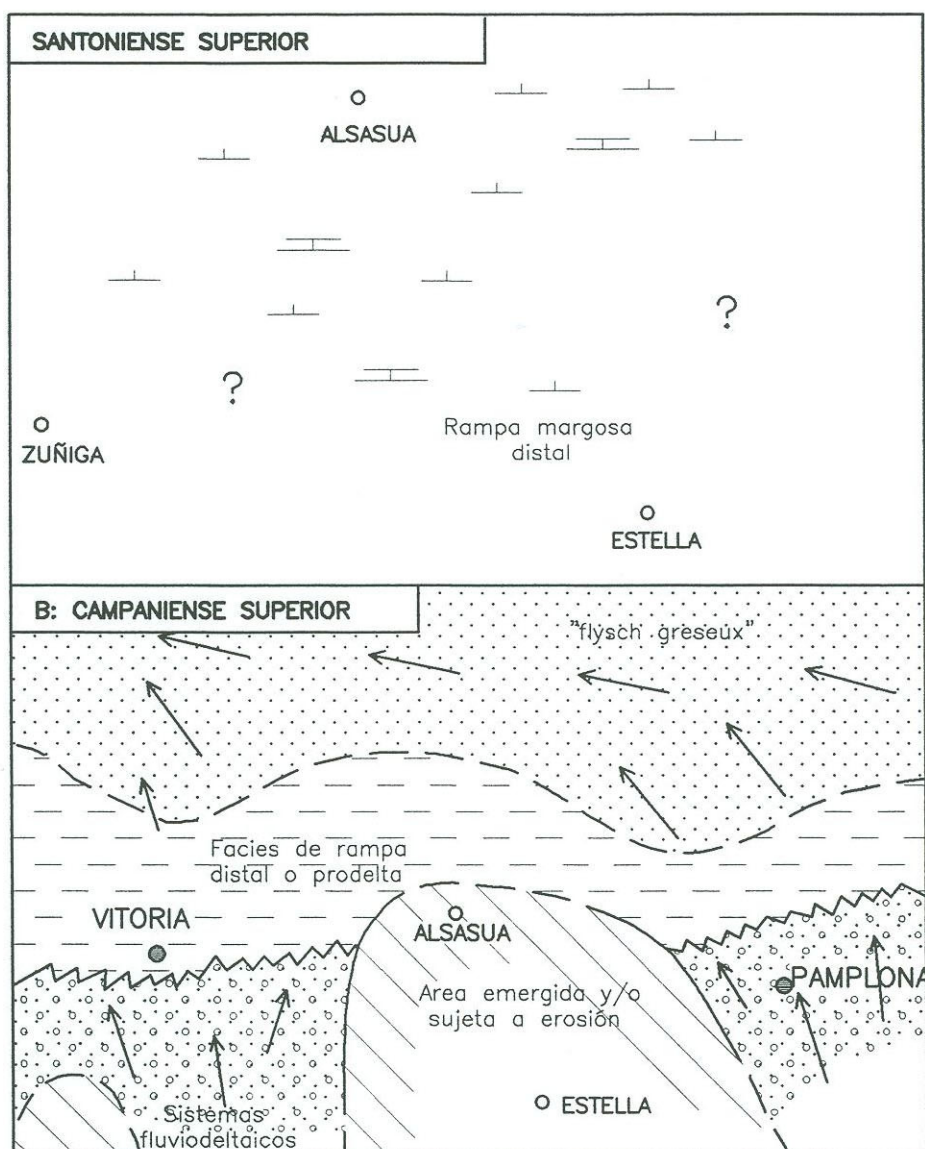 SANTONIENSE SUPERIOR
ALSASUA
?
?
ZUÑIGA
Rampa margosa
distal
ESTELLA
B: CAMPANIENSE SUPERIOR
"flysch greseux"
Facies de rampa
distal o prodelta
VITORIA
ALSASUA
PAMPLONA
Area emergida y/o
sujeta a erosión
ESTELLA
Sistemas
fluviodeltaicos